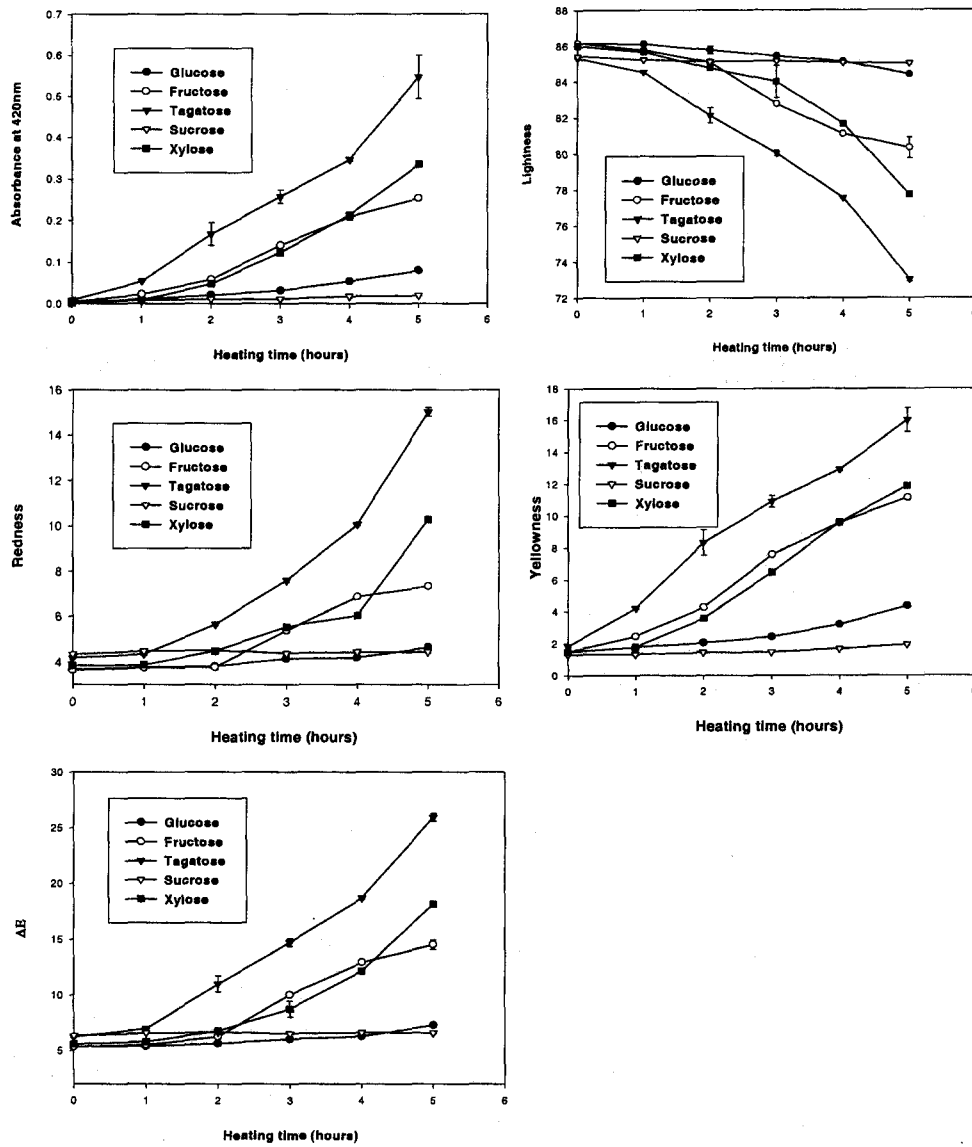 Absorbance at 420nm
0.7
0.6
0.5
0.4
0.3
0.2
0.1
0.0
Glucose
Fructose
Tagatose
Sucrose
Xylose
0 1 2 3 4 5 6
Heating time (hours)
Lightness
86
84
82
80
78
76
74
72
Glucose
Fructose
Tagatose
Sucrose
Xylose
0 1 2 3 4 5
Heating time (hours)
Redness
16
14
12
10
8
6
4
Glucose
Fructose
Tagatose
Sucrose
Xylose
0 1 2 3 4 5 6
Heating time (hours)
Yellowness
18
16
14
12
10
8
6
4
2
0
Glucose
Fructose
Tagatose
Sucrose
Xylose
0 1 2 3 4 5 6
Heating time (hours)
ΔE
30
25
20
15
10
5
Glucose
Fructose
Tagatose
Sucrose
Xylose
0 1 2 3 4 5 6
Heating time (hours)